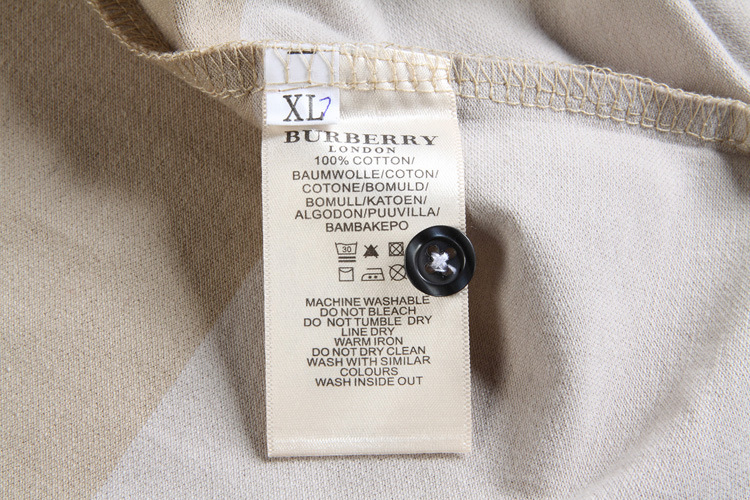 XL
BURBERRY
LONDON
100% COTTON/
BAUMWOLLE/COTON/
COTONE/BOMULD/
BOMULL/KATOEN/
ALGODON/PUUVILLA/
BAMBAKEPO
30
MACHINE WASHABLE
DO NOT BLEACH
DO NOT TUMBLE DRY
LINE DRY
WARM IRON
DO NOT DRY CLEAN
WASH WITH SIMILAR
COLOURS
WASH INSIDE OUT